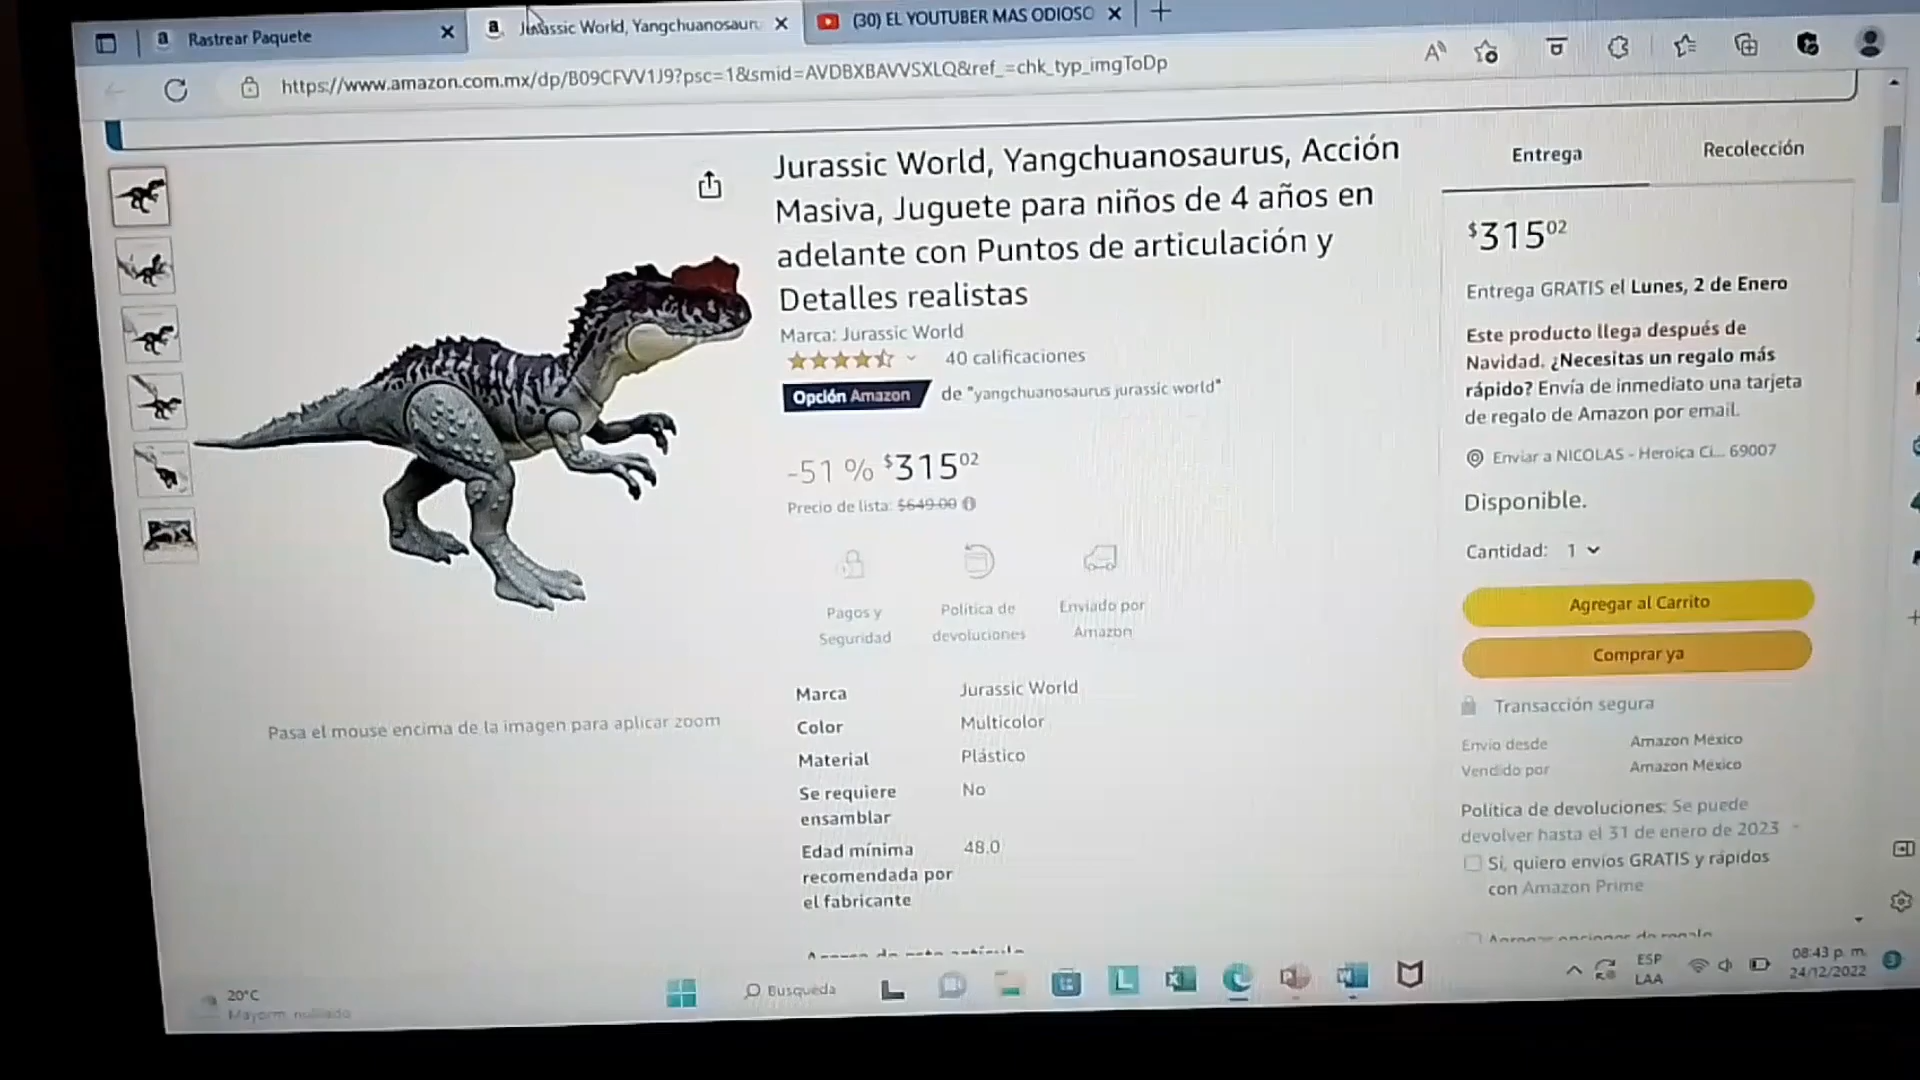 Rastrear Paquete
Jurassic World, Yangchuanosauru
(30) EL YOUTUBER MAS ODIOSO
https://www.amazon.com.mx/dp/B09CFVV1J9?psc=1&smid=AVDBXBAVVSXLQ&ref_=chk_typ_imgToDp
Jurassic World, Yangchuanosaurus, Acción
Masiva, Juguete para niños de 4 años en
adelante con Puntos de articulación y
Detalles realistas
Marca: Jurassic World
40 calificaciones
Opción Amazon de "yangchuanosaurus jurassic world"
-51 % $315 02
Precio de lista: $649.00
Pagos y
Seguridad
Política de
devoluciones
Enviado por
Amazon
Pasa el mouse encima de la imagen para aplicar zoom
Marca Jurassic World
Color Multicolor
Material Plástico
Se requiere No
ensamblar
Edad mínima 48.0
recomendada por
el fabricante
Entrega Recolección
$315 02
Entrega GRATIS el Lunes, 2 de Enero
Este producto llega después de
Navidad. ¿Necesitas un regalo más
rápido? Envía de inmediato una tarjeta
de regalo de Amazon por email.
Enviar a NICOLAS - Heroica Ci... 69007
Disponible.
Cantidad: 1
Agregar al Carrito
Comprar ya
Transacción segura
Envío desde Amazon México
Vendido por Amazon México
Política de devoluciones: Se puede
devolver hasta el 31 de enero de 2023
Sí, quiero envíos GRATIS y rápidos
con Amazon Prime
20°C
Mayorm. nublado
Búsqueda
ESP
LAA
08:43 p. m.
24/12/2022